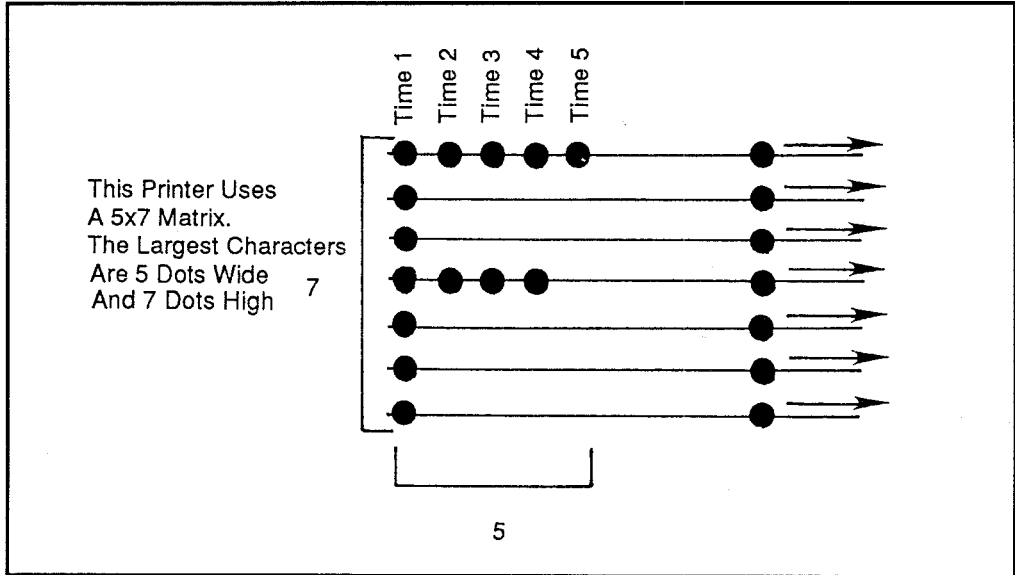 Time 1
Time 2
Time 3
Time 4
Time 5
This Printer Uses
A 5x7 Matrix.
The Largest Characters
Are 5 Dots Wide
And 7 Dots High
7
5